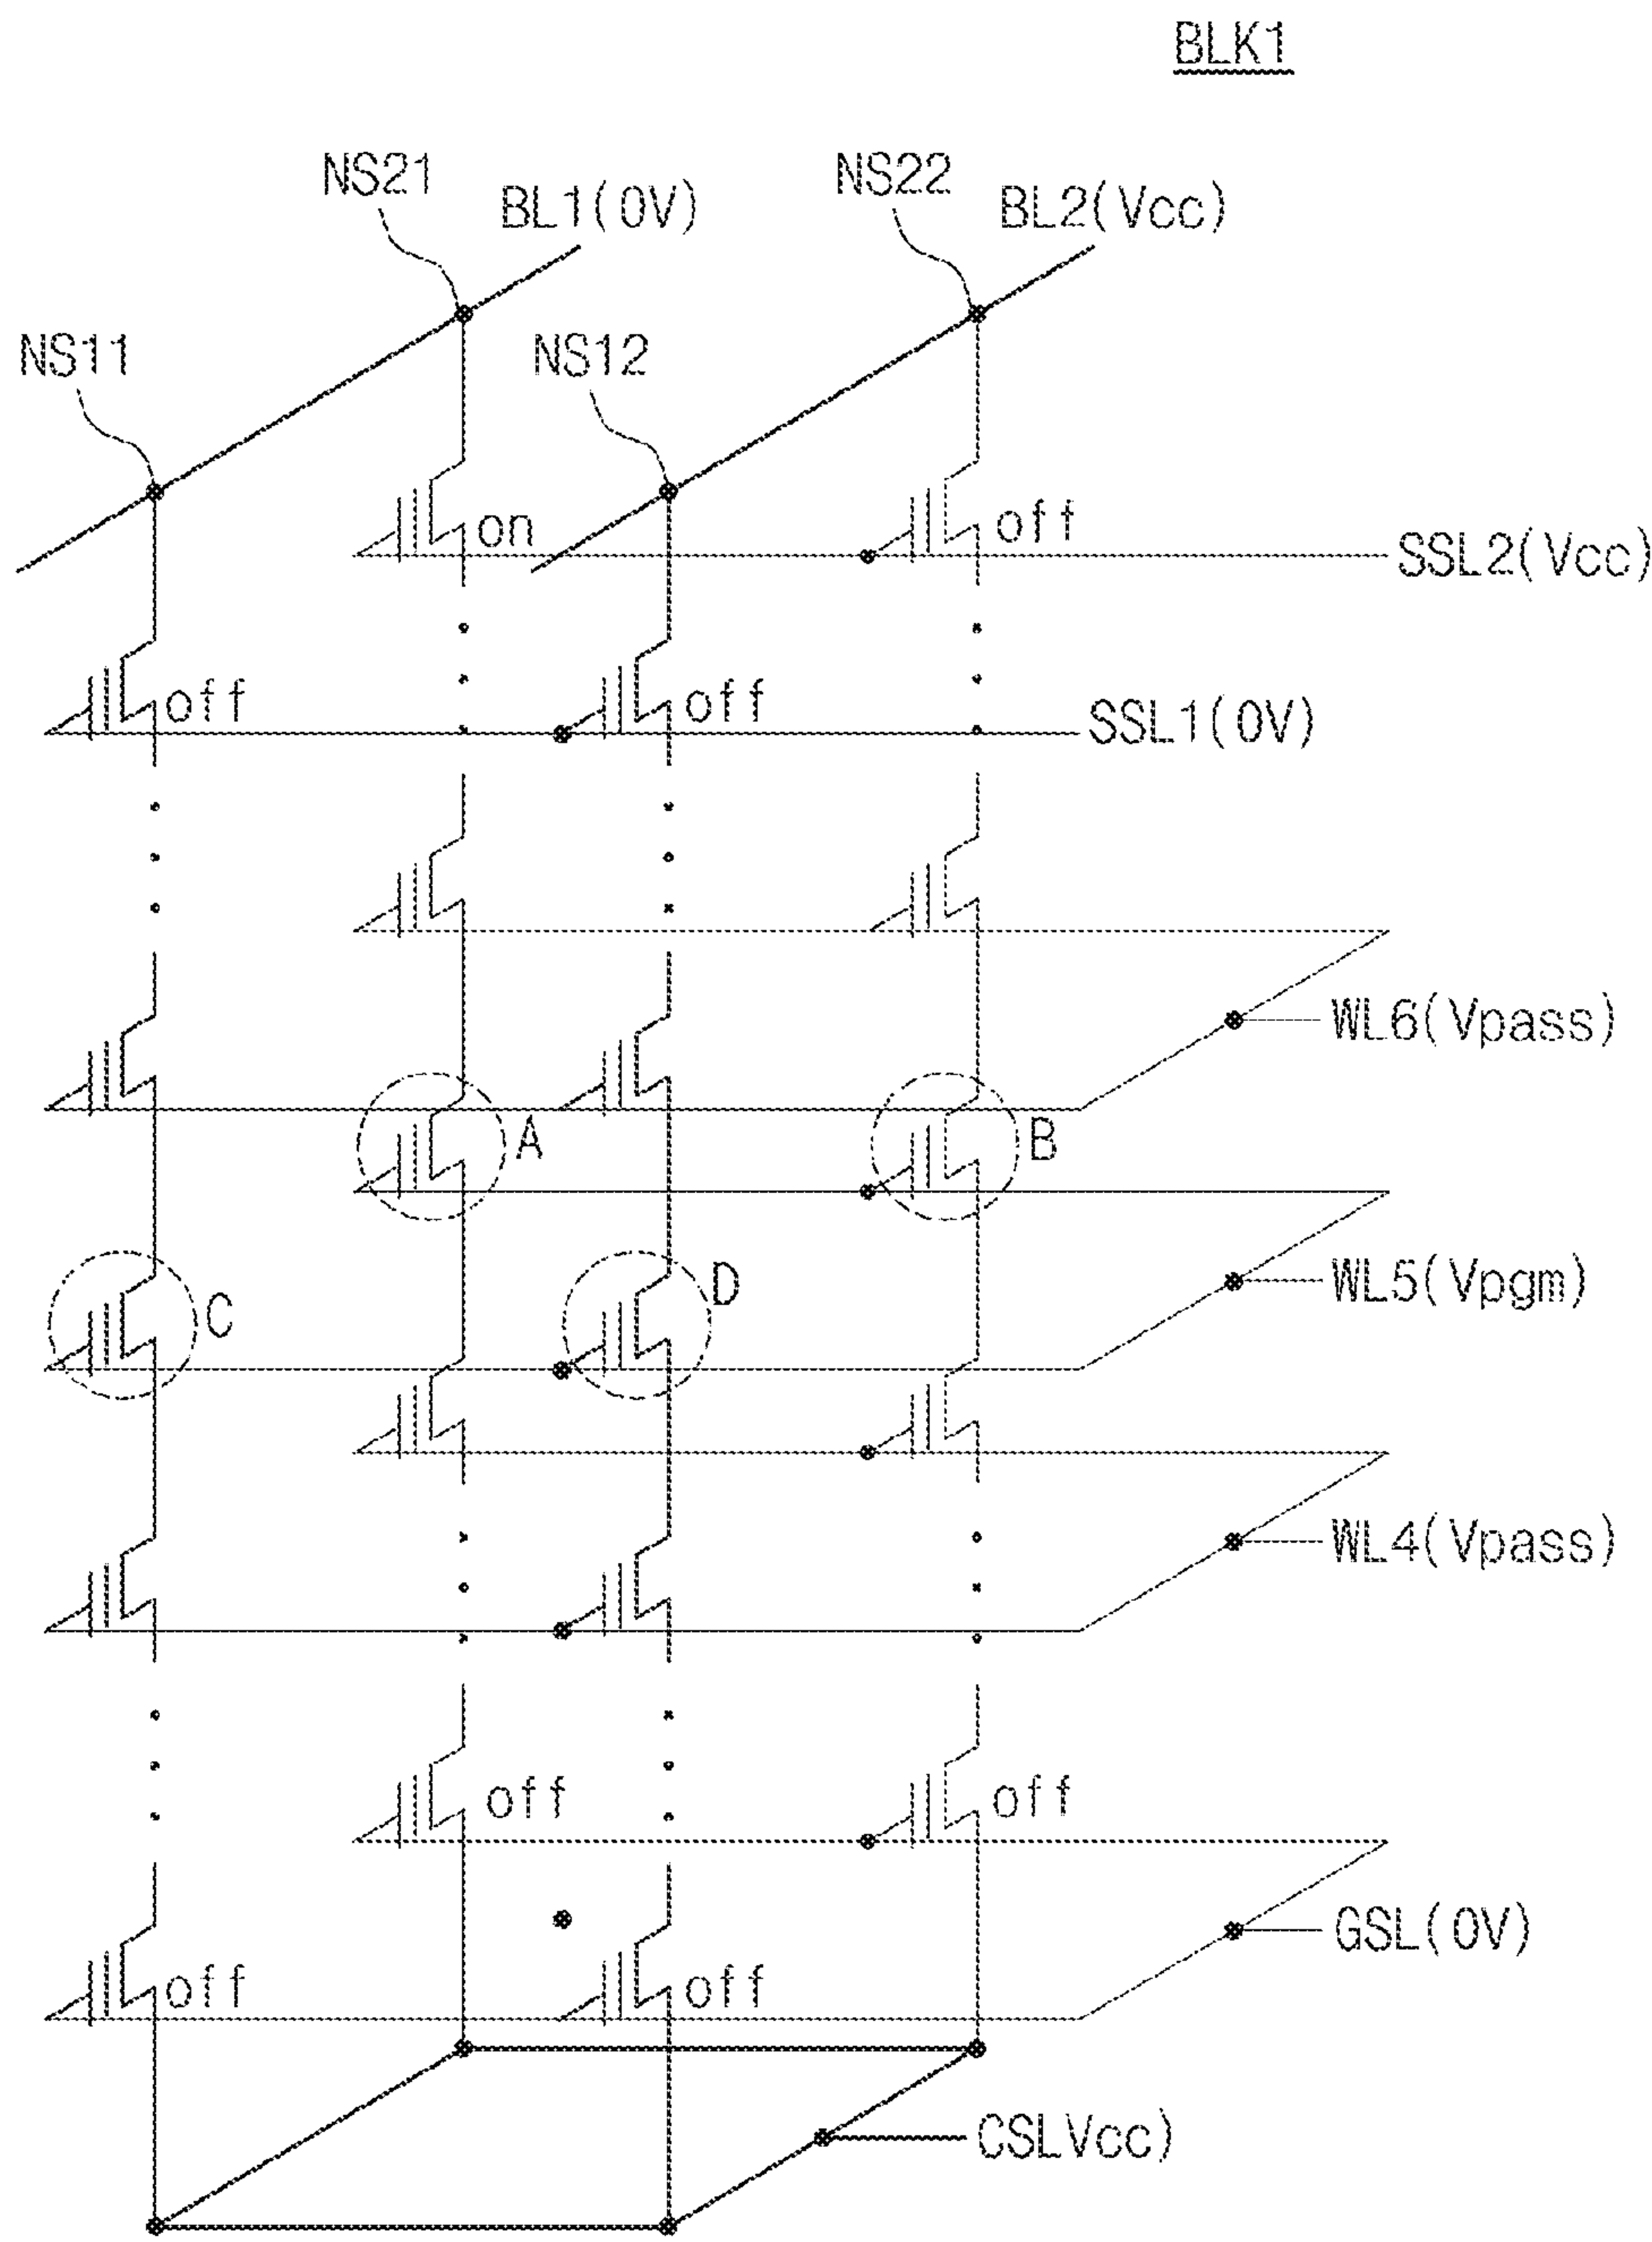 BLK1
NS21
BL1(0V)
NS22
BL2(Vcc)
NS11
NS12
on
off
SSL2(Vcc)
off
off
SSL1(0V)
WL6(Vpass)
A
B
C
D
WL5(Vpgm)
WL4(Vpass)
off
off
GSL(0V)
off
off
CSLVcc)